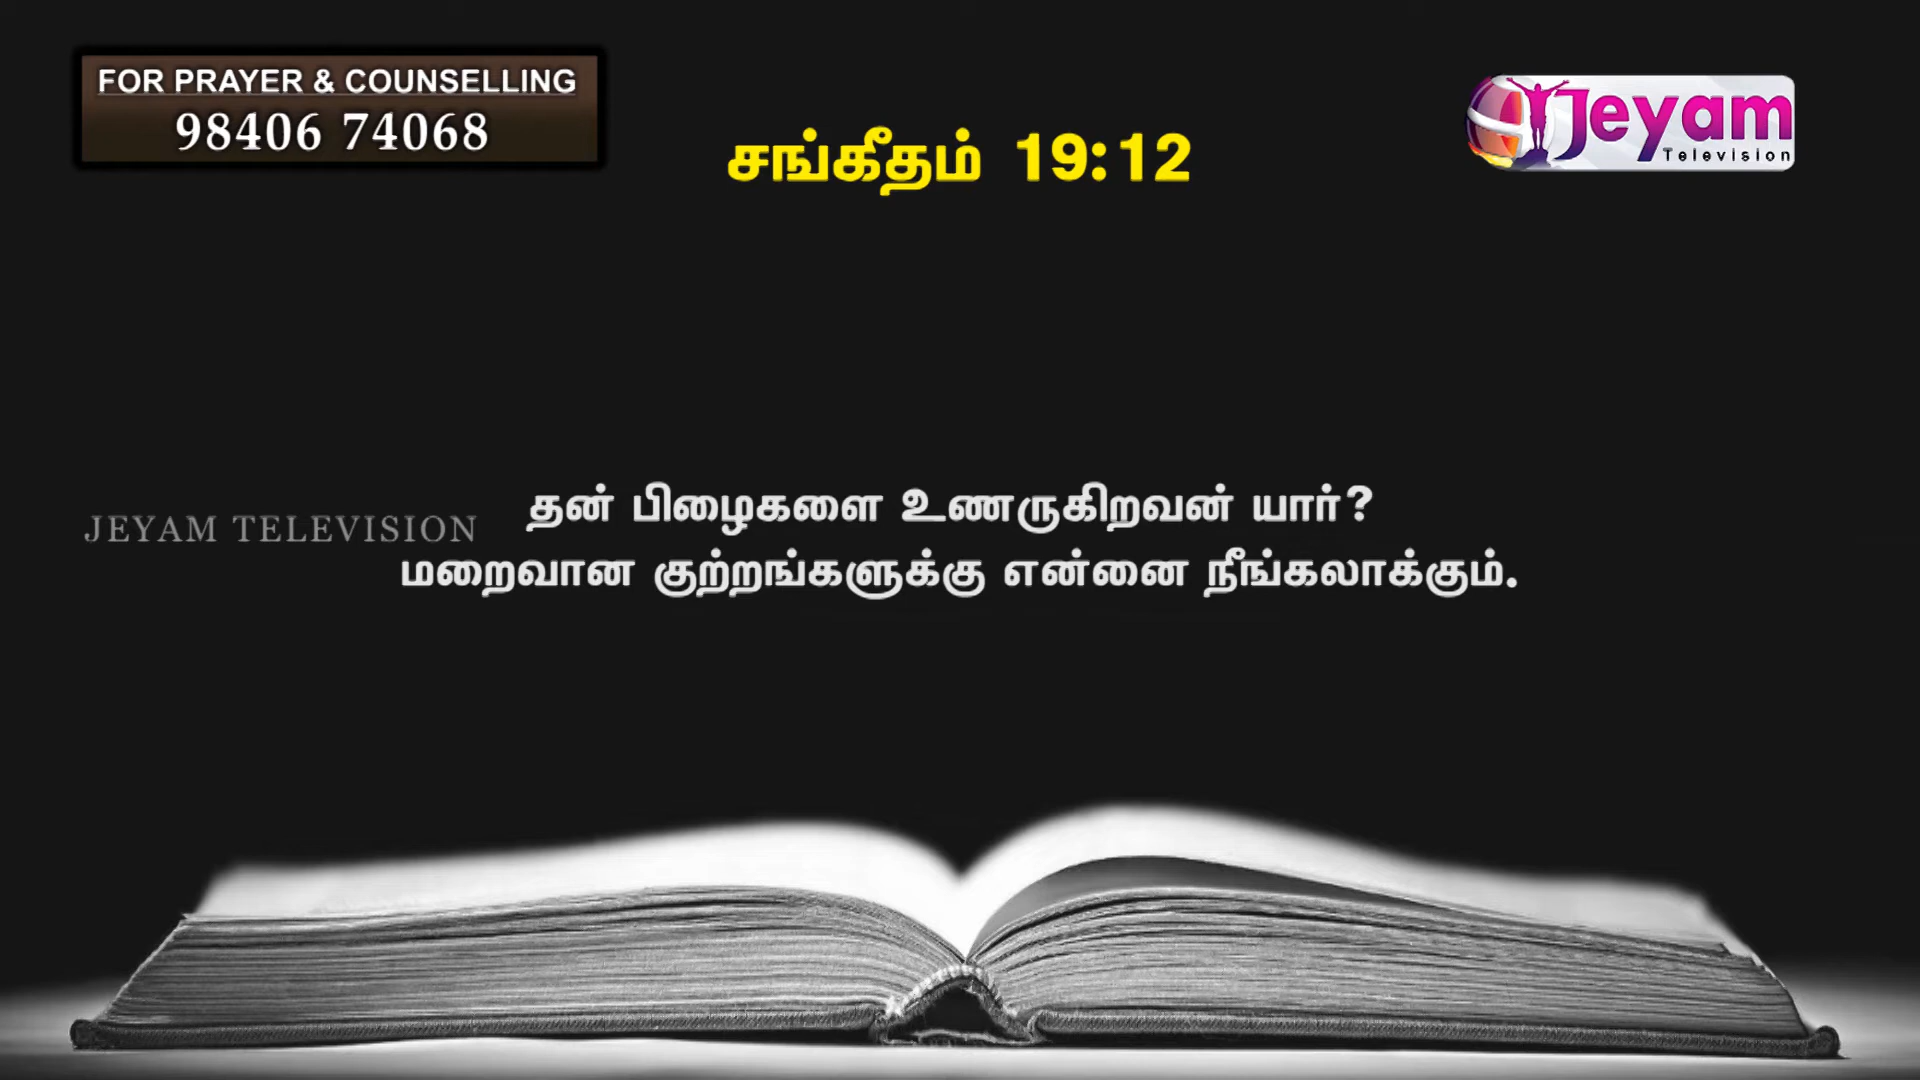 FOR PRAYER & COUNSELLING
98406 74068
Jeyam
Television
சங்கீதம் 19:12
தன் பிழைகளை உணருகிறவன் யார்?
JEYAM TELEVISION
மறைவான குற்றங்களுக்கு என்னை நீங்கலாக்கும்.